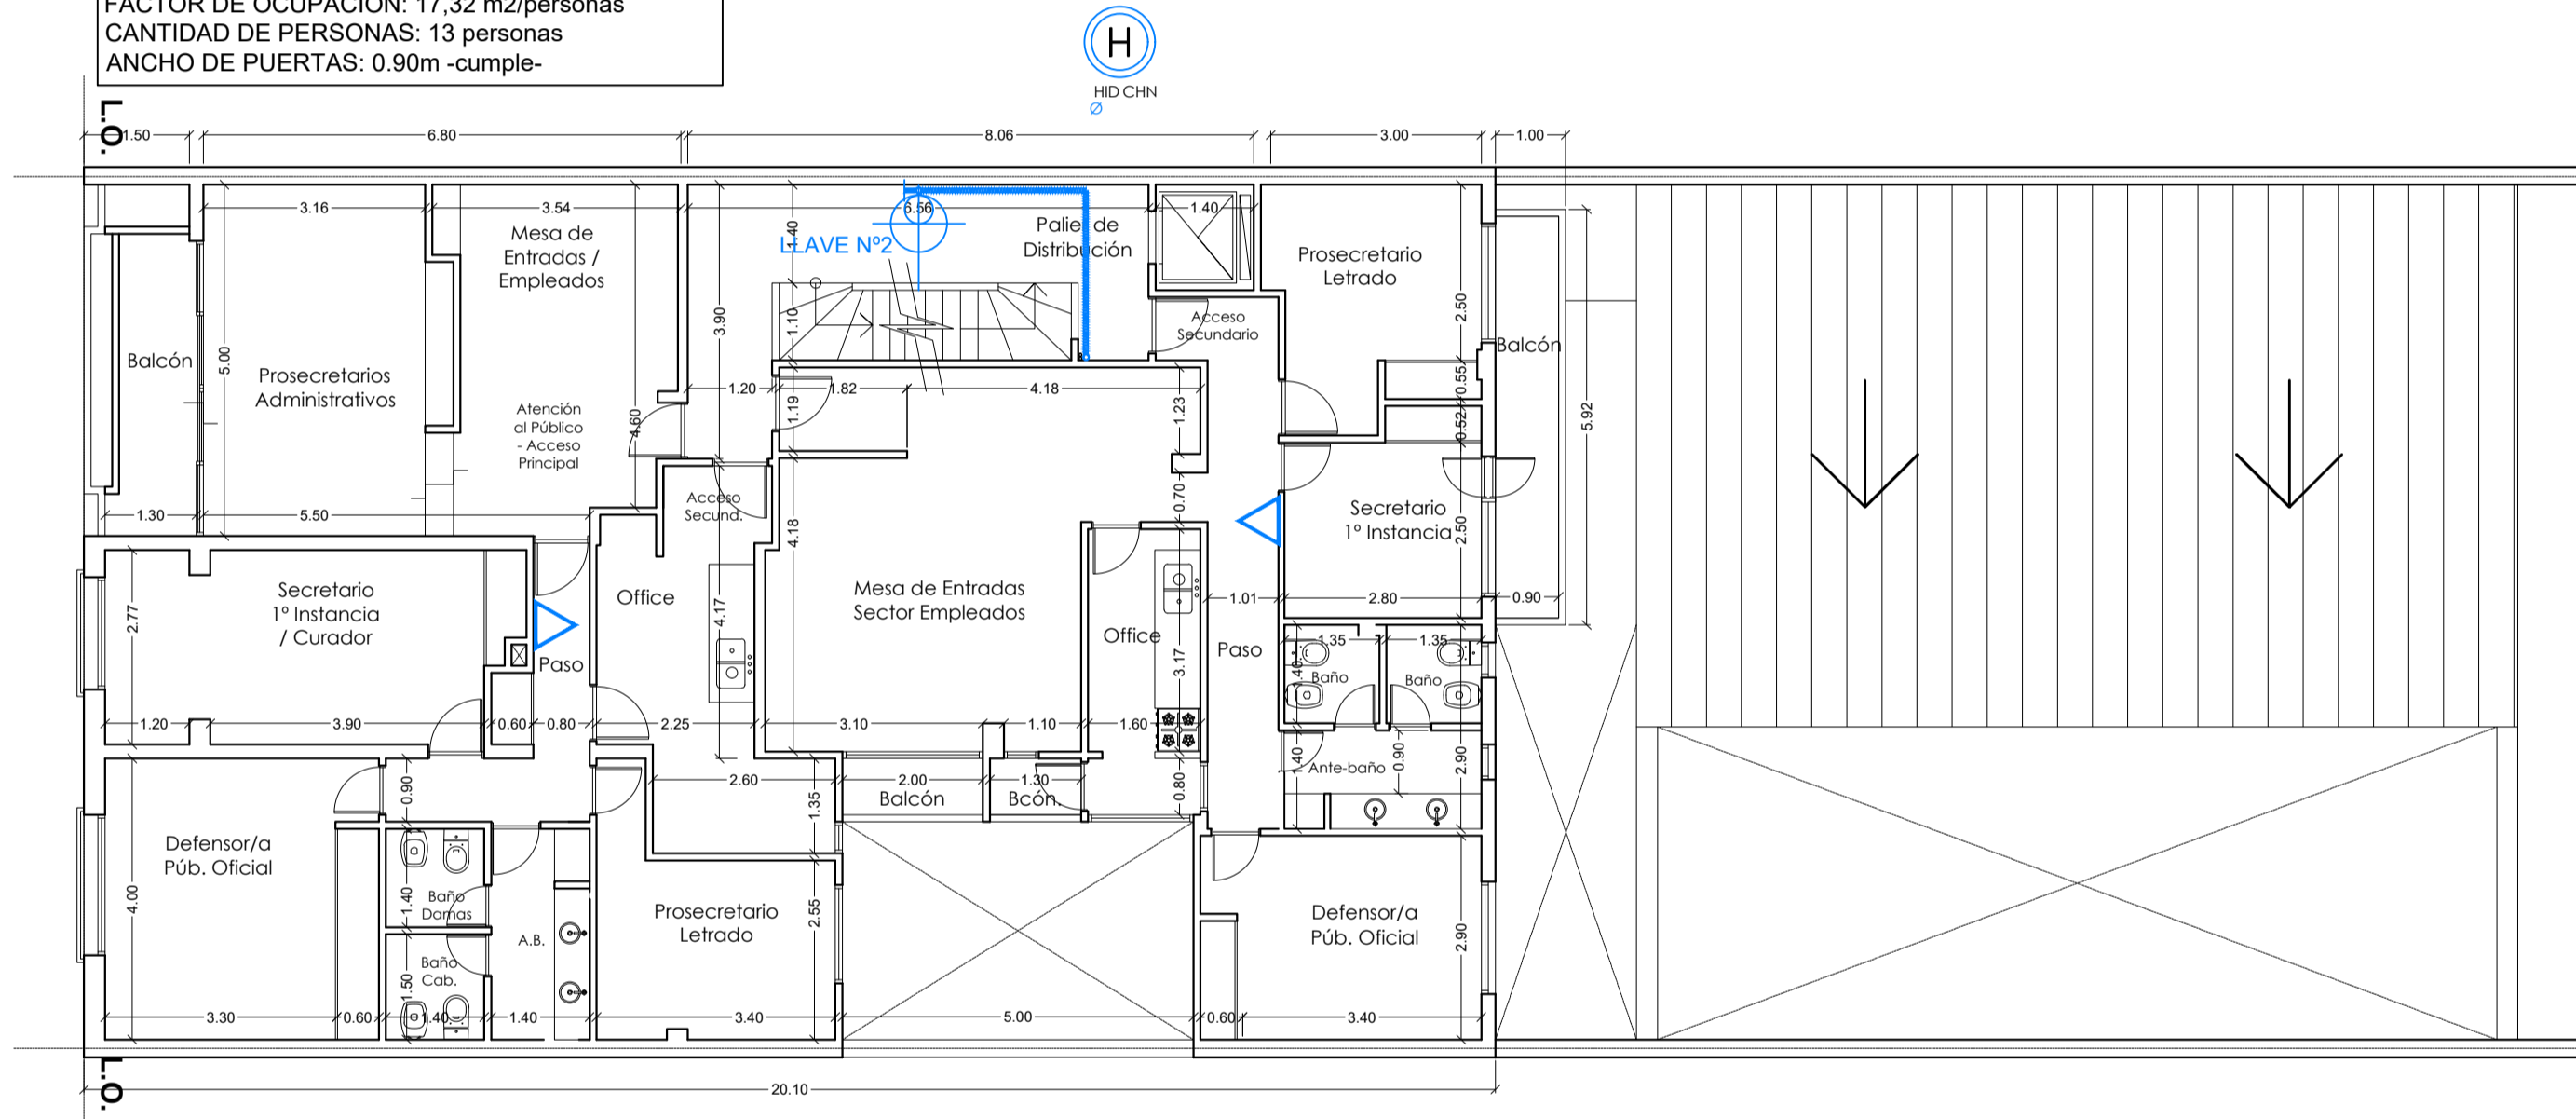 FACTOR DE OCUPACIÓN: 17,32 m2/personas
CANTIDAD DE PERSONAS: 13 personas
ANCHO DE PUERTAS: 0.90m -cumple-
H
HID CHN
Ø
L.O.
1.50
6.80
8.06
3.00
1.00
3.16
3.54
6.56
1.40
Mesa de
Entradas /
Empleados
LLAVE Nº2
1.40
Palier de
Distribución
Prosecretario
Letrado
2.50
3.90
1.10
Acceso
Secundario
Balcón
5.00
Prosecretarios
Administrativos
Balcón
1.20
1.82
4.18
1.19
1.23
0.55
0.52
5.92
Atención
al Público
- Acceso
Principal
4.60
Acceso
Secund.
0.70
1.30
5.50
4.18
Secretario
1º Instancia
2.50
Secretario
1º Instancia
/ Curador
2.77
Office
4.17
Mesa de Entradas
Sector Empleados
Office
3.17
1.01
2.80
0.90
Paso
Paso
1.35
1.35
1.40
Baño
Baño
1.20
3.90
0.60
0.80
2.25
3.10
1.10
1.60
0.90
2.60
2.00
1.30
0.80
1.40
Ante-baño
0.90
2.90
Balcón
Bcón.
1.35
Defensor/a
Púb. Oficial
4.00
1.40
Baño
Damas
A.B.
Baño
Cab.
1.50
Prosecretario
Letrado
2.55
Defensor/a
Púb. Oficial
2.90
3.30
0.60
1.40
1.40
3.40
5.00
0.60
3.40
L.O.
20.10